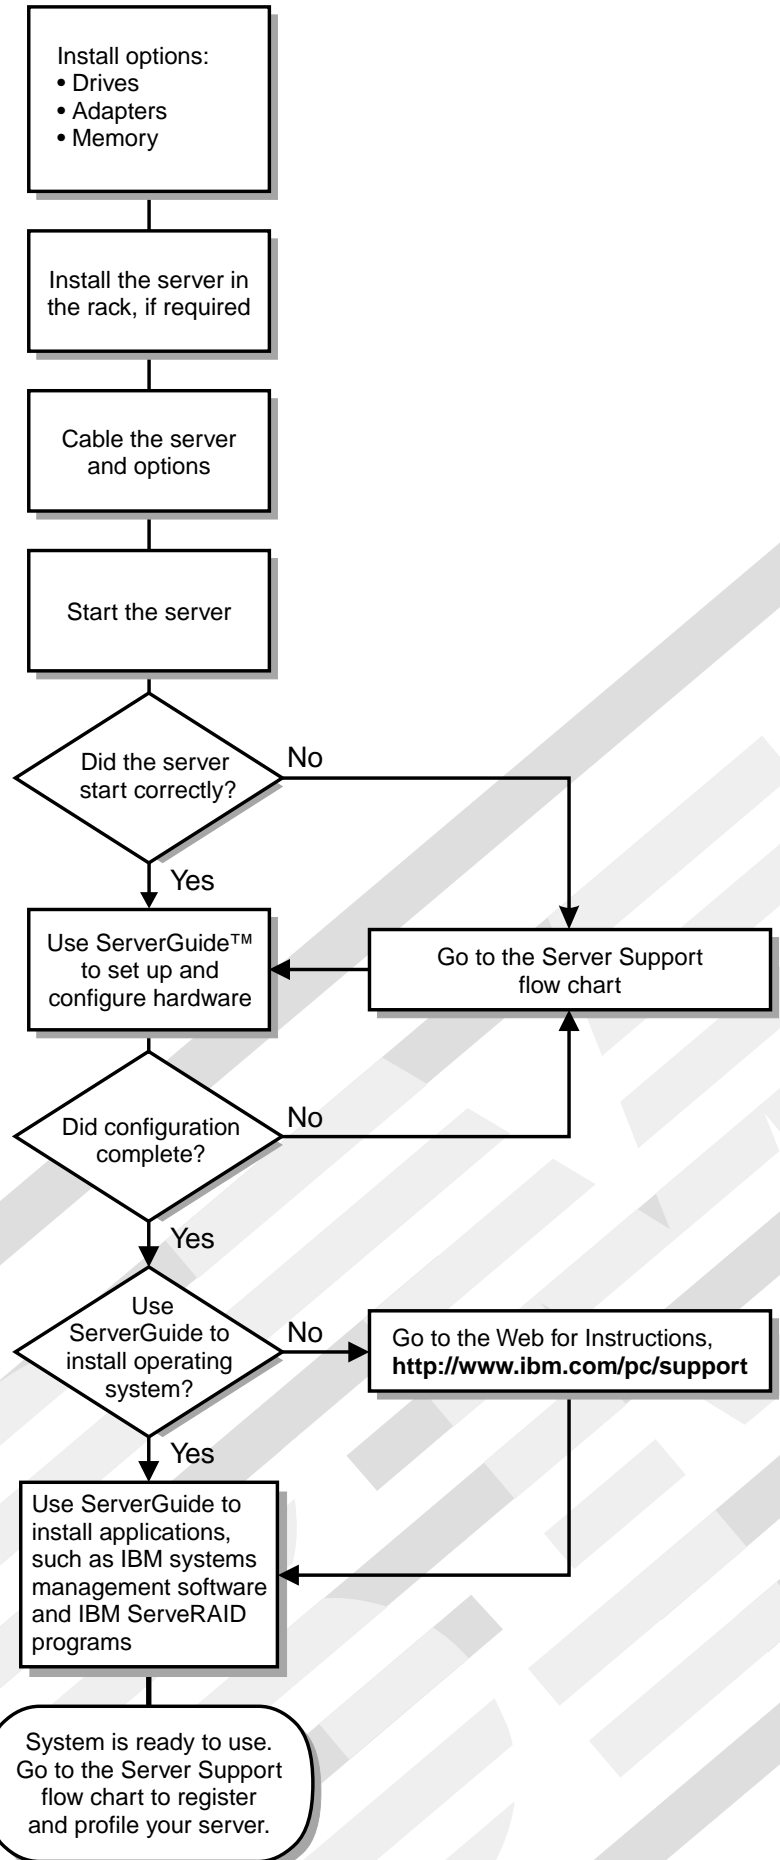 Install options:
• Drives
• Adapters
• Memory
Install the server in
the rack, if required
Cable the server
and options
Start the server
Did the server
start correctly?
No
Yes
Use ServerGuide™
to set up and
configure hardware
Go to the Server Support
flow chart
Did configuration
complete?
No
Yes
Use
ServerGuide to
install operating
system?
No
Go to the Web for Instructions,
http://www.ibm.com/pc/support
Yes
Use ServerGuide to
install applications,
such as IBM systems
management software
and IBM ServeRAID
programs
System is ready to use.
Go to the Server Support
flow chart to register
and profile your server.